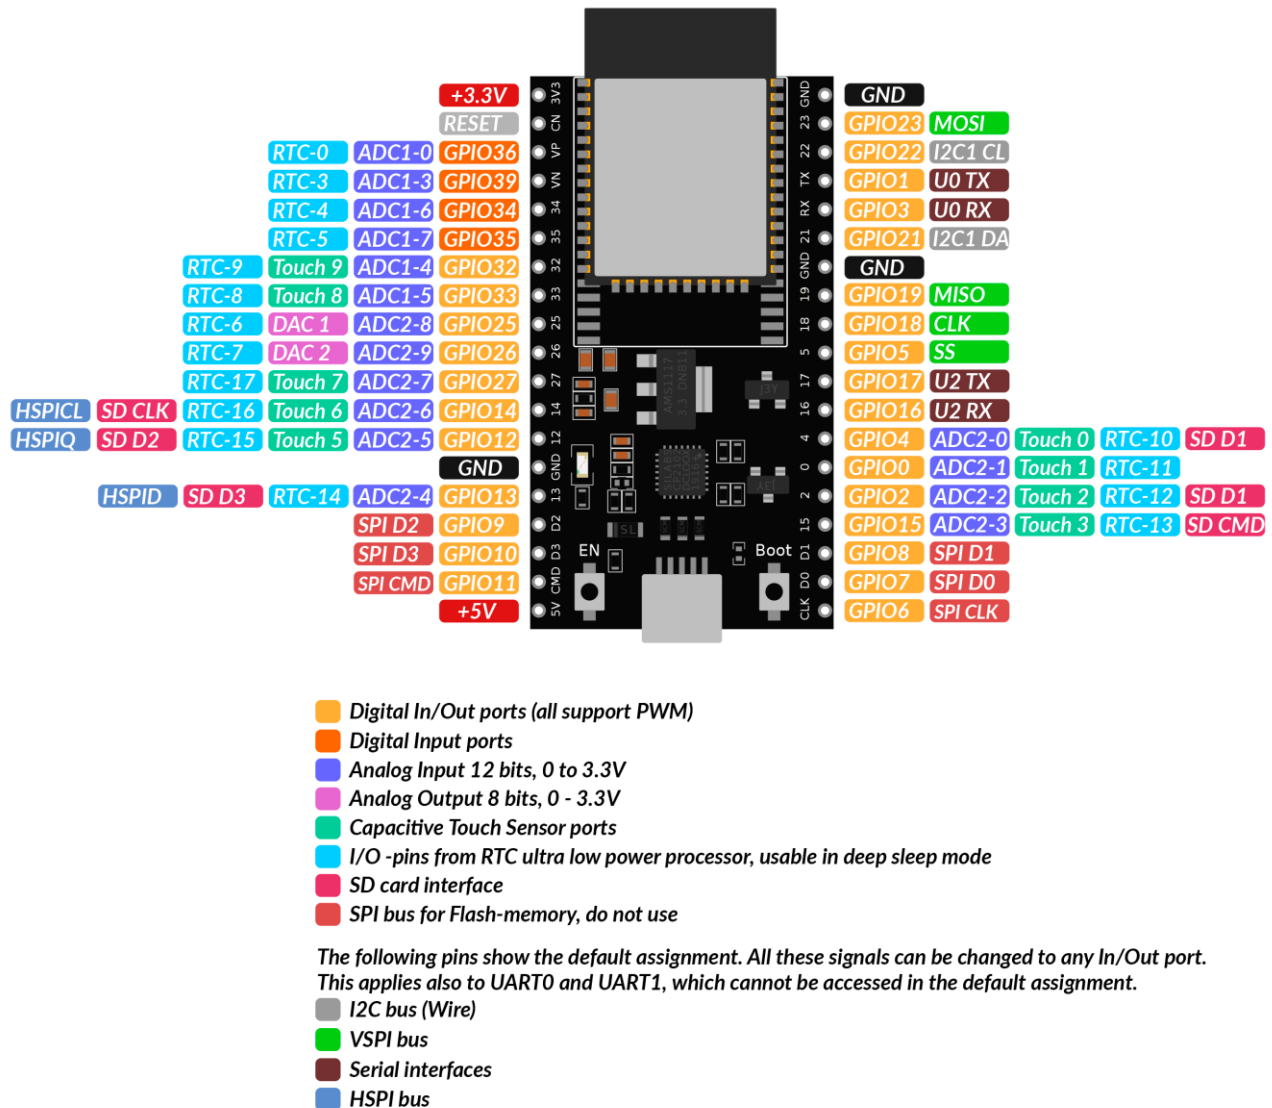 +3.3V 3V3 GND GND
RESET CN 23 GPIO23 MOSI
RTC-0 ADC1-0 GPIO36 VP 22 GPIO22 I2C1 CL
RTC-3 ADC1-3 GPIO39 VN TX GPIO1 U0 TX
RTC-4 ADC1-6 GPIO34 34 RX GPIO3 U0 RX
RTC-5 ADC1-7 GPIO35 35 21 GPIO21 I2C1 DA
RTC-9 Touch 9 ADC1-4 GPIO32 32 GND GND
RTC-8 Touch 8 ADC1-5 GPIO33 33 19 GPIO19 MISO
RTC-6 DAC 1 ADC2-8 GPIO25 25 18 GPIO18 CLK
RTC-7 DAC 2 ADC2-9 GPIO26 26 5 GPIO5 SS
RTC-17 Touch 7 ADC2-7 GPIO27 27 17 GPIO17 U2 TX
HSPICL SD CLK RTC-16 Touch 6 ADC2-6 GPIO14 14 16 GPIO16 U2 RX
HSPIQ SD D2 RTC-15 Touch 5 ADC2-5 GPIO12 12 4 GPIO4 ADC2-0 Touch 0 RTC-10 SD D1
GND GND 0 GPIO0 ADC2-1 Touch 1 RTC-11
HSPID SD D3 RTC-14 ADC2-4 GPIO13 13 2 GPIO2 ADC2-2 Touch 2 RTC-12 SD D1
SPI D2 GPIO9 D2 15 GPIO15 ADC2-3 Touch 3 RTC-13 SD CMD
SPI D3 GPIO10 D3 D1 GPIO8 SPI D1
SPI CMD GPIO11 CMD D0 GPIO7 SPI D0
+5V 5V CLK GPIO6 SPI CLK
AMS1117
3.3 DN811
SL
EN Boot
Digital In/Out ports (all support PWM)
Digital Input ports
Analog Input 12 bits, 0 to 3.3V
Analog Output 8 bits, 0 - 3.3V
Capacitive Touch Sensor ports
I/O -pins from RTC ultra low power processor, usable in deep sleep mode
SD card interface
SPI bus for Flash-memory, do not use
The following pins show the default assignment. All these signals can be changed to any In/Out port.
This applies also to UART0 and UART1, which cannot be accessed in the default assignment.
I2C bus (Wire)
VSPI bus
Serial interfaces
HSPI bus